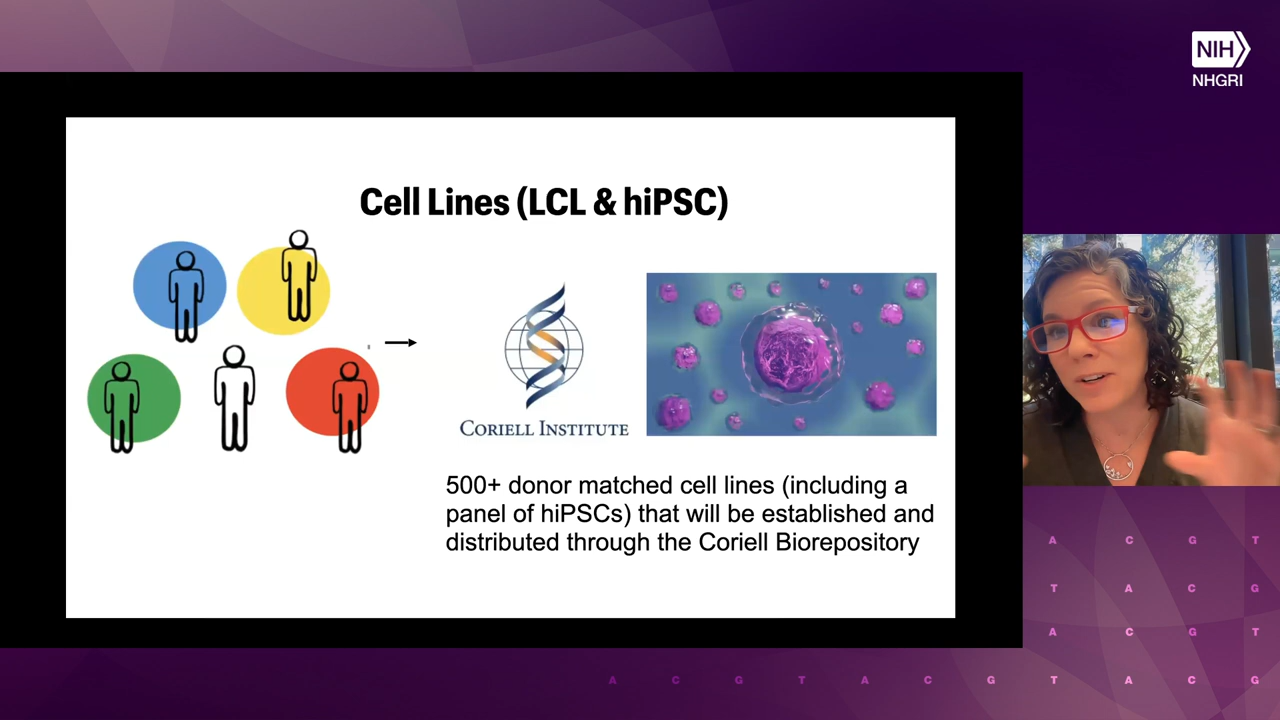 NIH
NHGRI
Cell Lines (LCL & hiPSC)
CORIELL INSTITUTE
500+ donor matched cell lines (including a
panel of hiPSCs) that will be established and
distributed through the Coriell Biorepository
A C G T
T A C G
A C G T
A C G T A C G T A C G